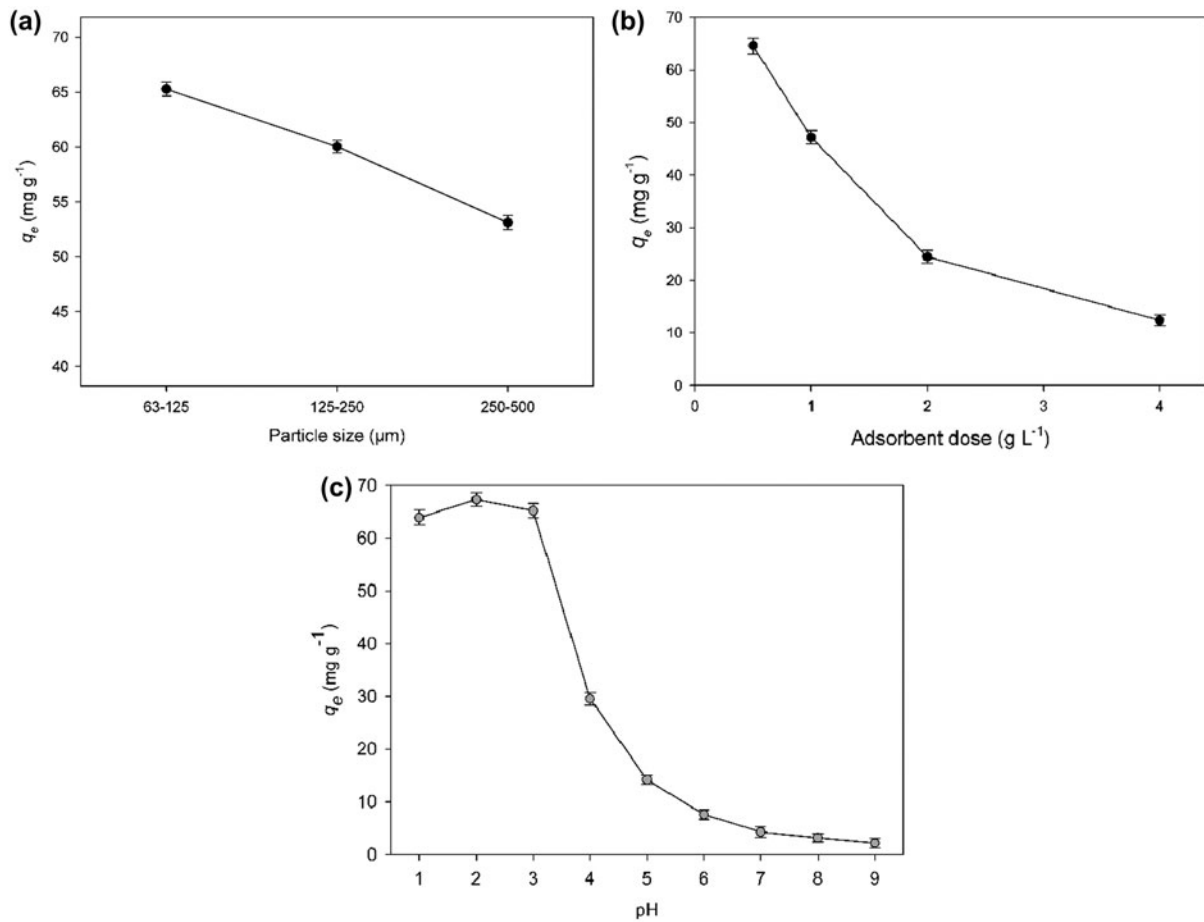 (a)
70
65
60
55
50
45
40
qe (mg g-1)
63-125 125-250 250-500
Particle size (µm)
(b)
70
60
50
40
30
20
10
0
qe (mg g-1)
0 1 2 3 4
Adsorbent dose (g L-1)
(c)
70
60
50
40
30
20
10
0
qe (mg g-1)
1 2 3 4 5 6 7 8 9
pH